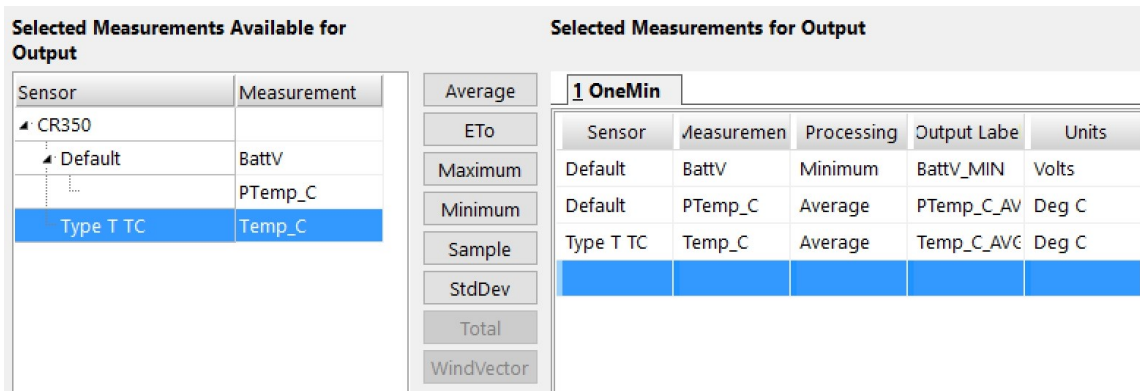 Selected Measurements Available for
Output
Sensor Measurement
CR350
Default BattV
PTemp_C
Type T TC Temp_C
Average
ETo
Maximum
Minimum
Sample
StdDev
Total
WindVector
Selected Measurements for Output
1 OneMin
Sensor Measuremen Processing Output Labe Units
Default BattV Minimum BattV_MIN Volts
Default PTemp_C Average PTemp_C_AV Deg C
Type T TC Temp_C Average Temp_C_AVG Deg C